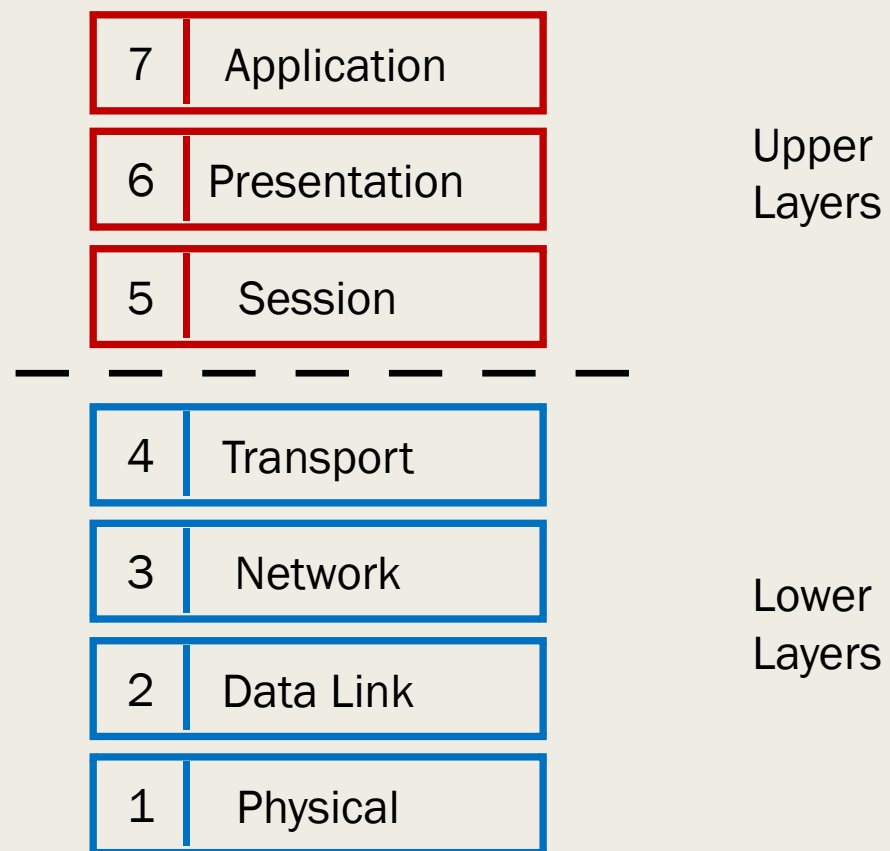 7 Application
6 Presentation
Upper
Layers
5 Session
4 Transport
3 Network
Lower
Layers
2 Data Link
1 Physical